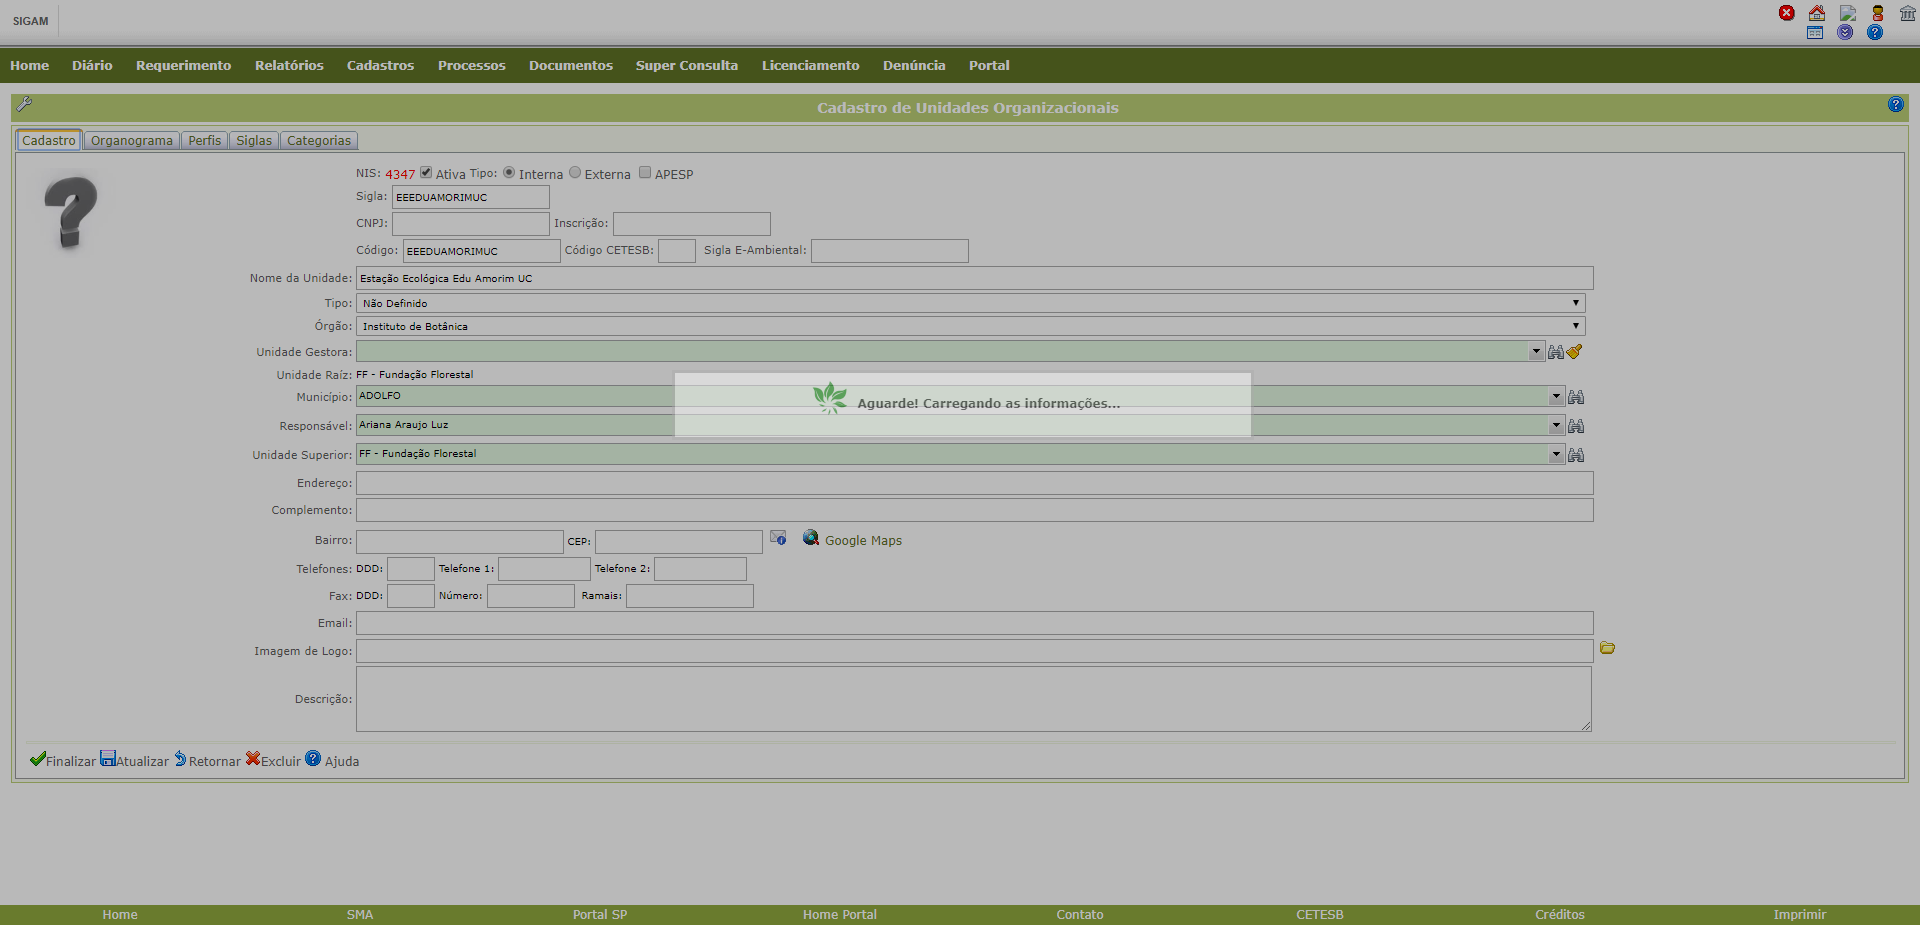 SIGAM
Home Diário Requerimento Relatórios Cadastros Processos Documentos Super Consulta Licenciamento Denúncia Portal
Cadastro de Unidades Organizacionais
Cadastro Organograma Perfis Siglas Categorias
NIS: 4347 Ativa Tipo: Interna Externa APESP
Sigla: EEEDUAMORIMUC
CNPJ: Inscrição:
Código: EEEDUAMORIMUC Código CETESB: Sigla E-Ambiental:
Nome da Unidade: Estação Ecológica Edu Amorim UC
Tipo: Não Definido
Órgão: Instituto de Botânica
Unidade Gestora:
Unidade Raíz: FF - Fundação Florestal
Município: ADOLFO
Aguarde! Carregando as informações...
Responsável: Ariana Araujo Luz
Unidade Superior: FF - Fundação Florestal
Endereço:
Complemento:
Bairro: CEP: Google Maps
Telefones: DDD: Telefone 1: Telefone 2:
Fax: DDD: Número: Ramais:
Email:
Imagem de Logo:
Descrição:
Finalizar Atualizar Retornar Excluir Ajuda
Home SMA Portal SP Home Portal Contato CETESB Créditos Imprimir